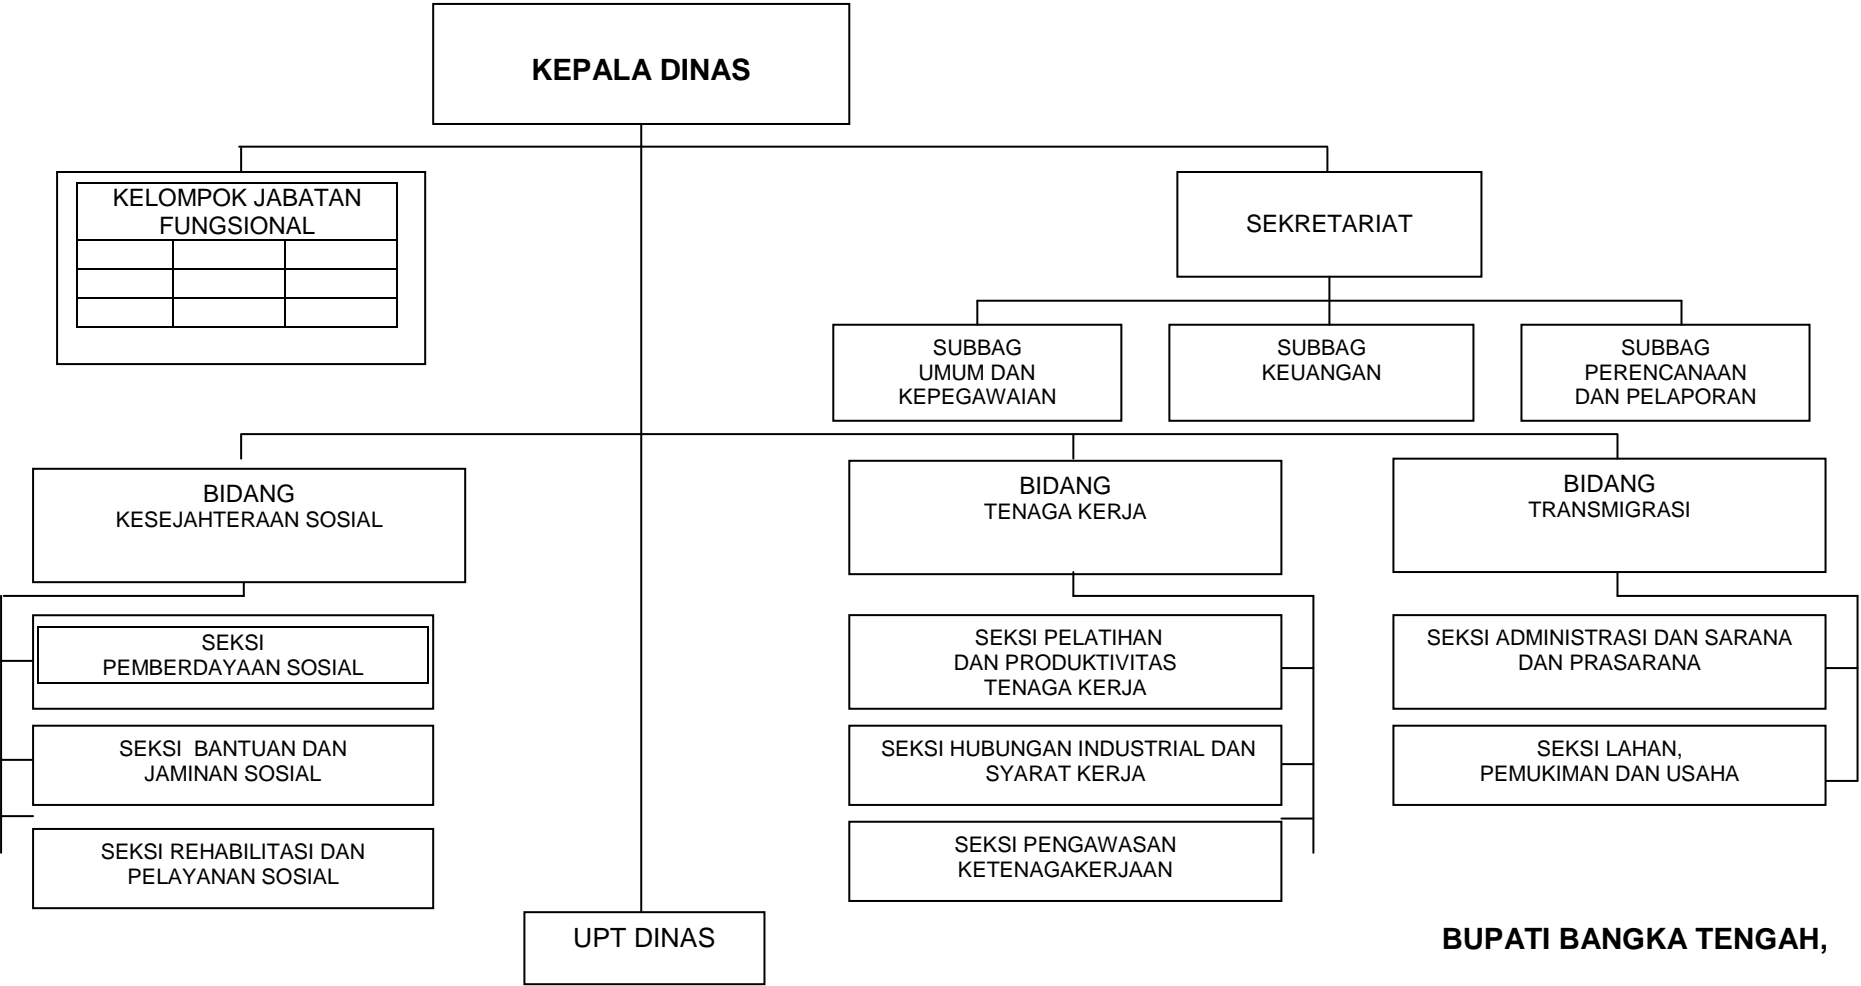 KEPALA DINAS
KELOMPOK JABATAN
FUNGSIONAL
SEKRETARIAT
SUBBAG
UMUM DAN
KEPEGAWAIAN
SUBBAG
KEUANGAN
SUBBAG
PERENCANAAN
DAN PELAPORAN
BIDANG
KESEJAHTERAAN SOSIAL
BIDANG
TENAGA KERJA
BIDANG
TRANSMIGRASI
SEKSI
PEMBERDAYAAN SOSIAL
SEKSI BANTUAN DAN
JAMINAN SOSIAL
SEKSI REHABILITASI DAN
PELAYANAN SOSIAL
SEKSI PELATIHAN
DAN PRODUKTIVITAS
TENAGA KERJA
SEKSI HUBUNGAN INDUSTRIAL DAN
SYARAT KERJA
SEKSI PENGAWASAN
KETENAGAKERJAAN
SEKSI ADMINISTRASI DAN SARANA
DAN PRASARANA
SEKSI LAHAN,
PEMUKIMAN DAN USAHA
UPT DINAS
BUPATI BANGKA TENGAH,